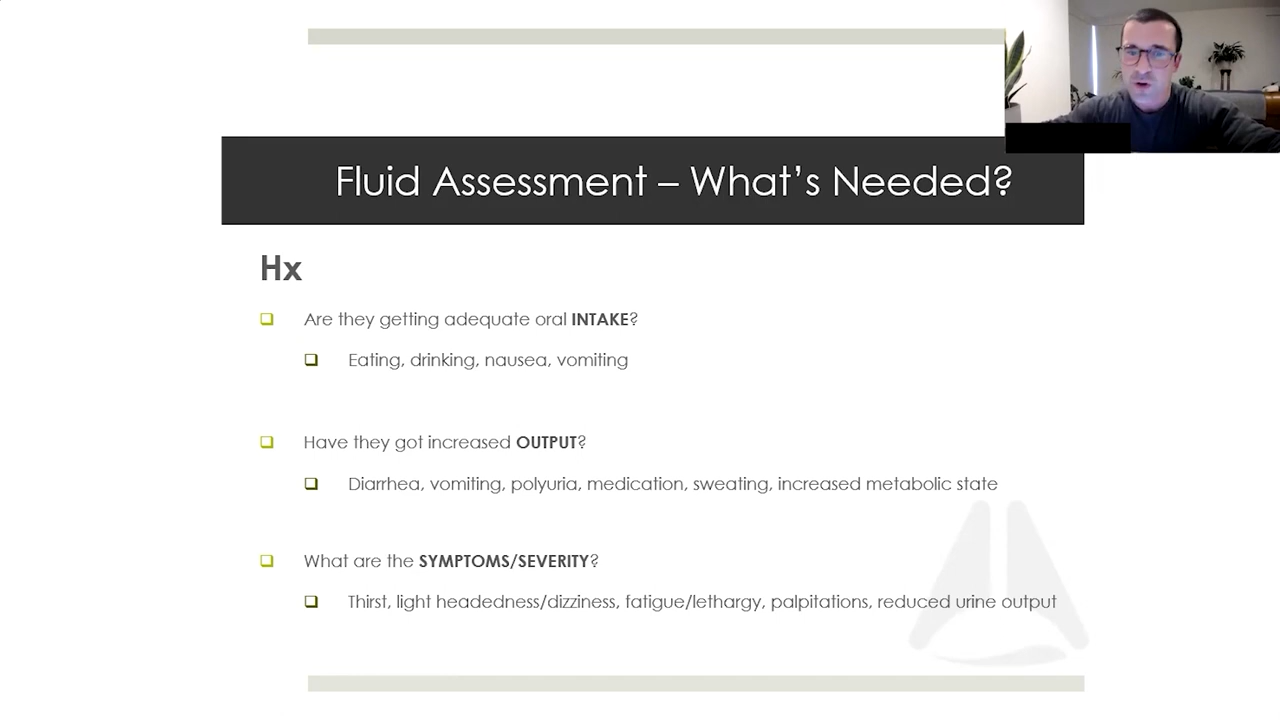 Fluid Assessment – What's Needed?
Hx
Are they getting adequate oral INTAKE?
Eating, drinking, nausea, vomiting
Have they got increased OUTPUT?
Diarrhea, vomiting, polyuria, medication, sweating, increased metabolic state
What are the SYMPTOMS/SEVERITY?
Thirst, light headedness/dizziness, fatigue/lethargy, palpitations, reduced urine output